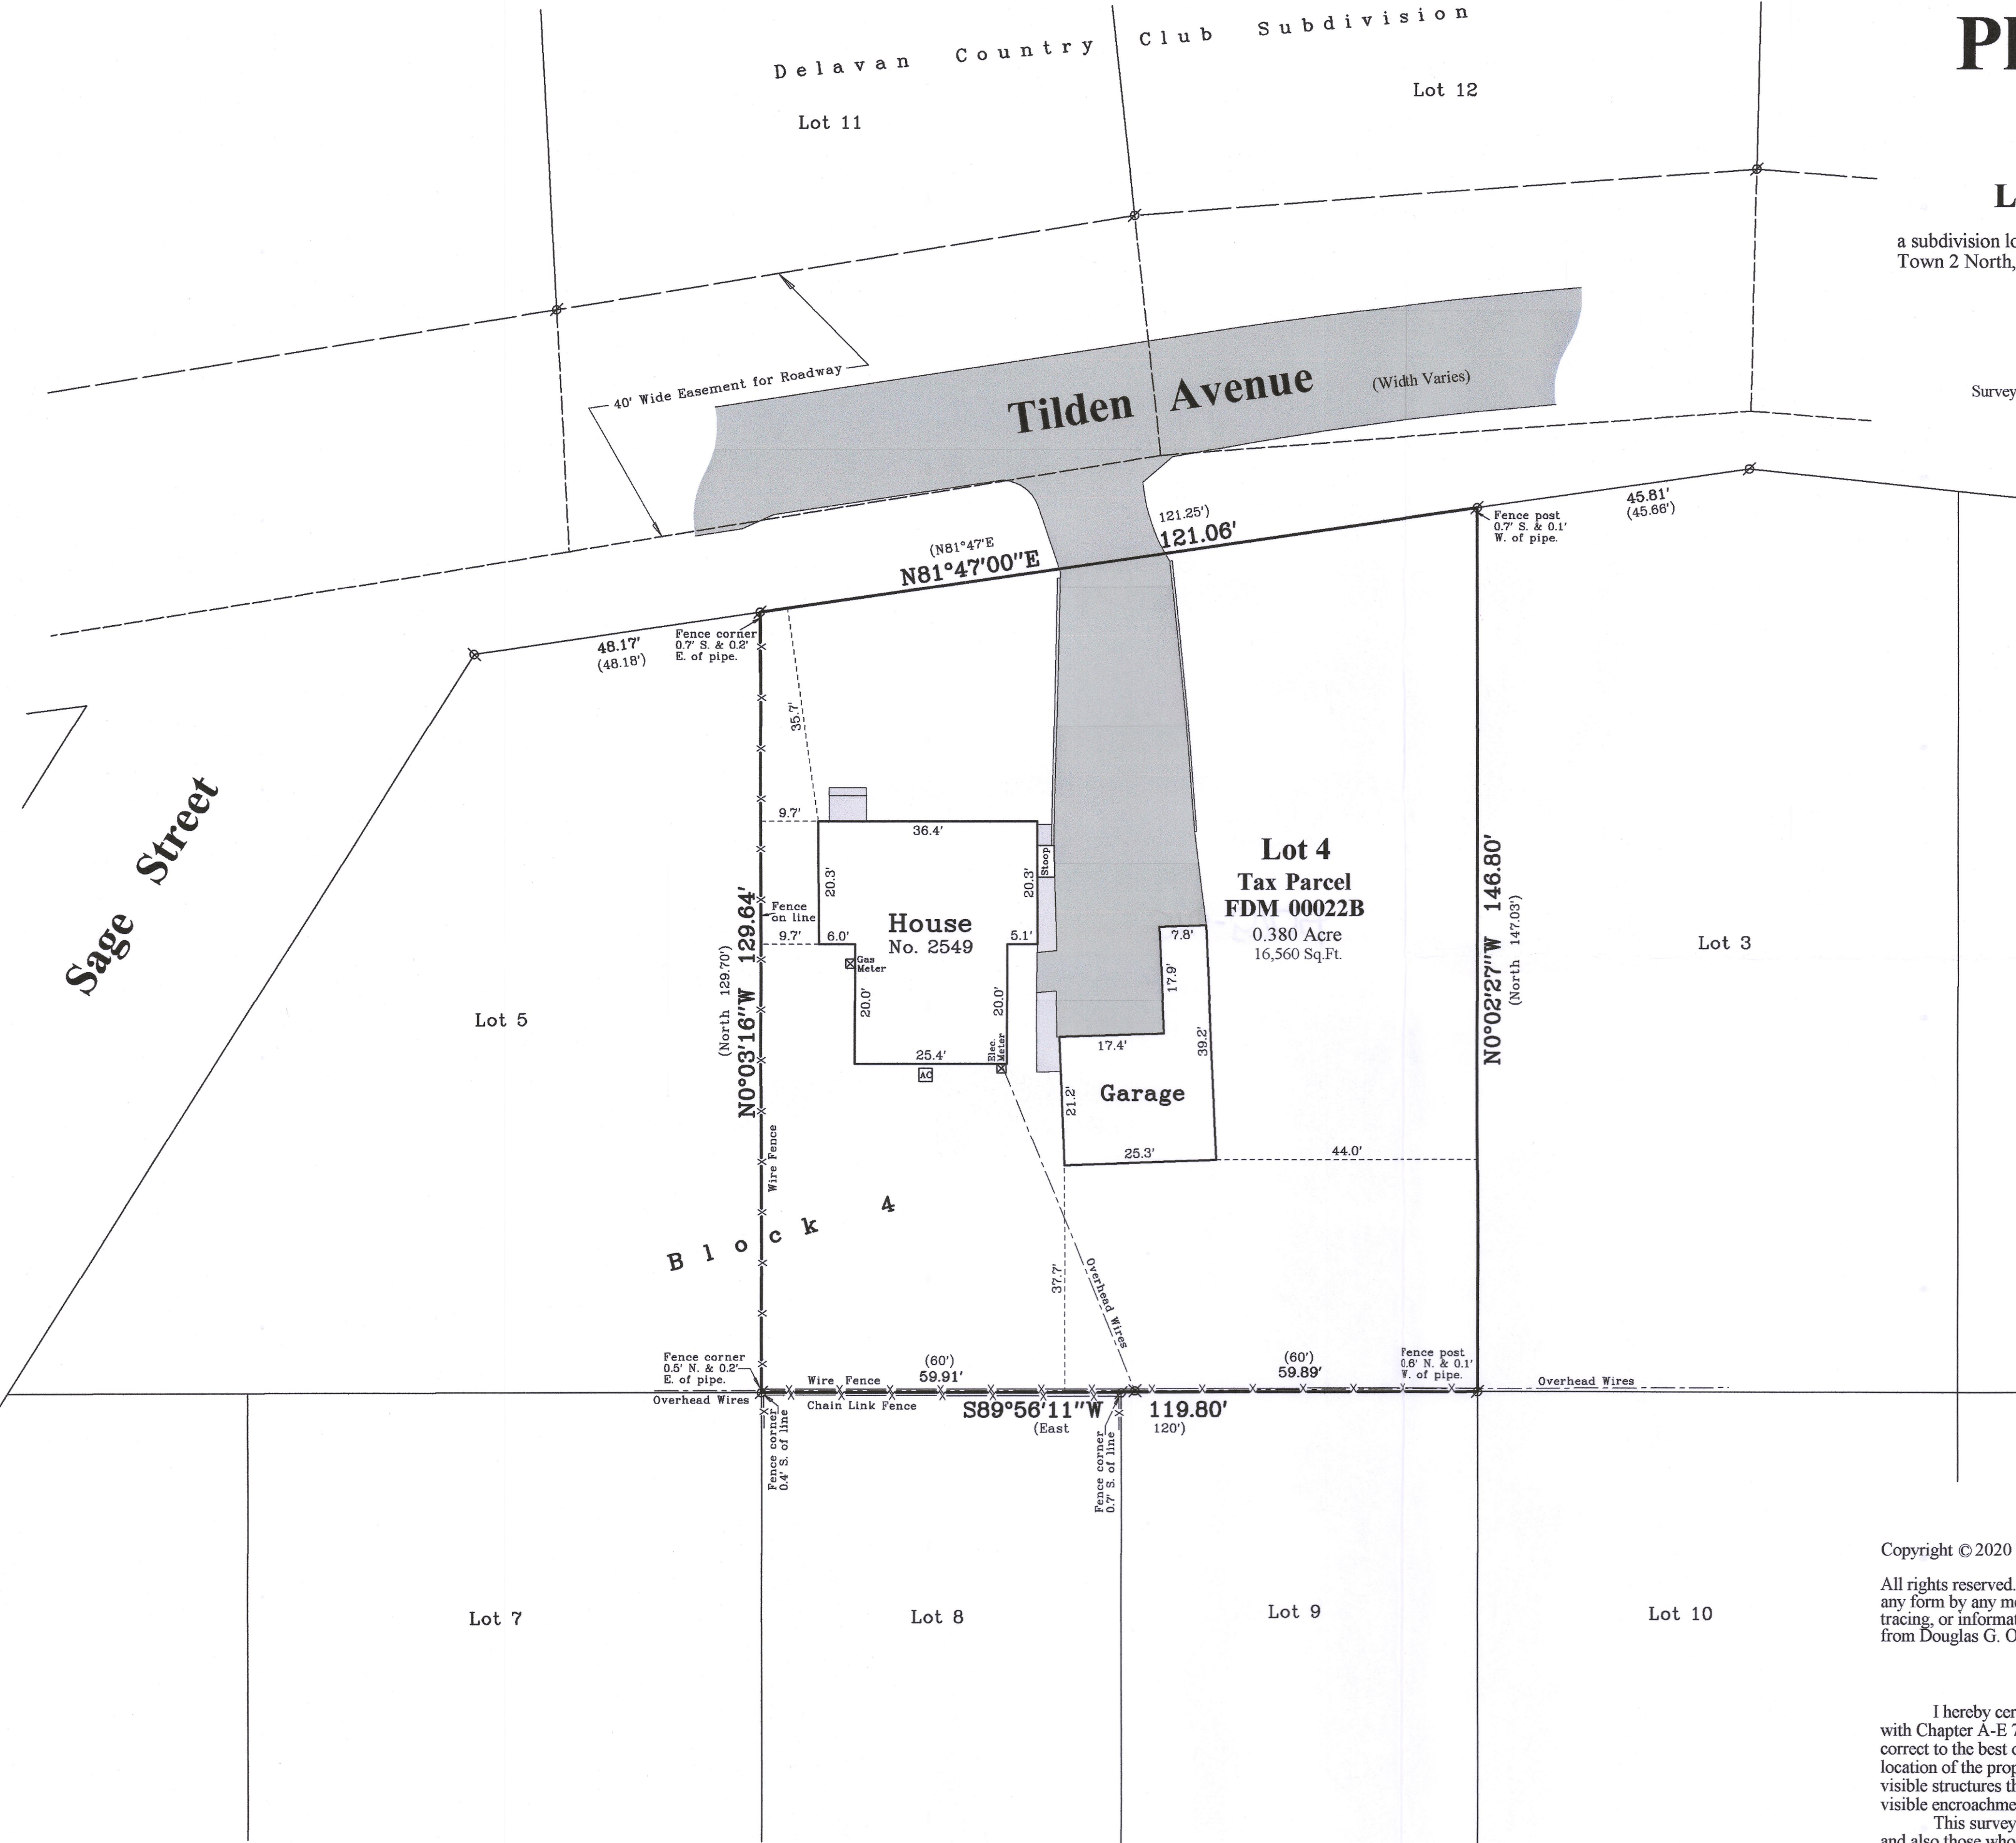 Delavan Country Club Subdivision
Lot 11
Lot 12
Pl
L
a subdivision lo
Town 2 North,
Survey
40' Wide Easement for Roadway
Tilden Avenue
(Width Varies)
45.81'
(45.66')
Fence post
0.7' S. & 0.1'
W. of pipe.
(N81°47'E
121.25')
N81°47'00"E
121.06'
Fence corner
0.7' S. & 0.2'
E. of pipe.
48.17'
(48.18')
35.7'
Sage Street
9.7'
36.4'
20.3'
20.3'
Stoop
Lot 4
Tax Parcel
FDM 00022B
0.380 Acre
16,560 Sq.Ft.
N0°02'27"W 146.80'
(North 147.03')
Lot 3
Fence
on line
House
No. 2549
9.7'
6.0'
5.1'
7.8'
Gas
Meter
N0°03'16"W 129.64'
(North 129.70')
Lot 5
20.0'
20.0'
17.9'
Elec.
Meter
25.4'
AC
17.4'
39.2'
21.2'
Garage
25.3'
44.0'
Wire Fence
Block 4
37.7'
Overhead Wires
Fence corner
0.5' N. & 0.2'
E. of pipe.
(60')
59.91'
(60')
59.89'
Fence post
0.6' N. & 0.1'
W. of pipe.
Wire Fence
Overhead Wires
Overhead Wires
Chain Link Fence
S89°56'11"W 119.80'
(East 120')
Fence corner
0.4' S. of line
Fence corner
0.7' S. of line
Lot 7
Lot 8
Lot 9
Lot 10
Copyright © 2020
All rights reserved.
any form by any me
tracing, or informat
from Douglas G. O
I hereby cer
with Chapter A-E 7
correct to the best o
location of the prop
visible structures th
visible encroachme
This survey
and also those who